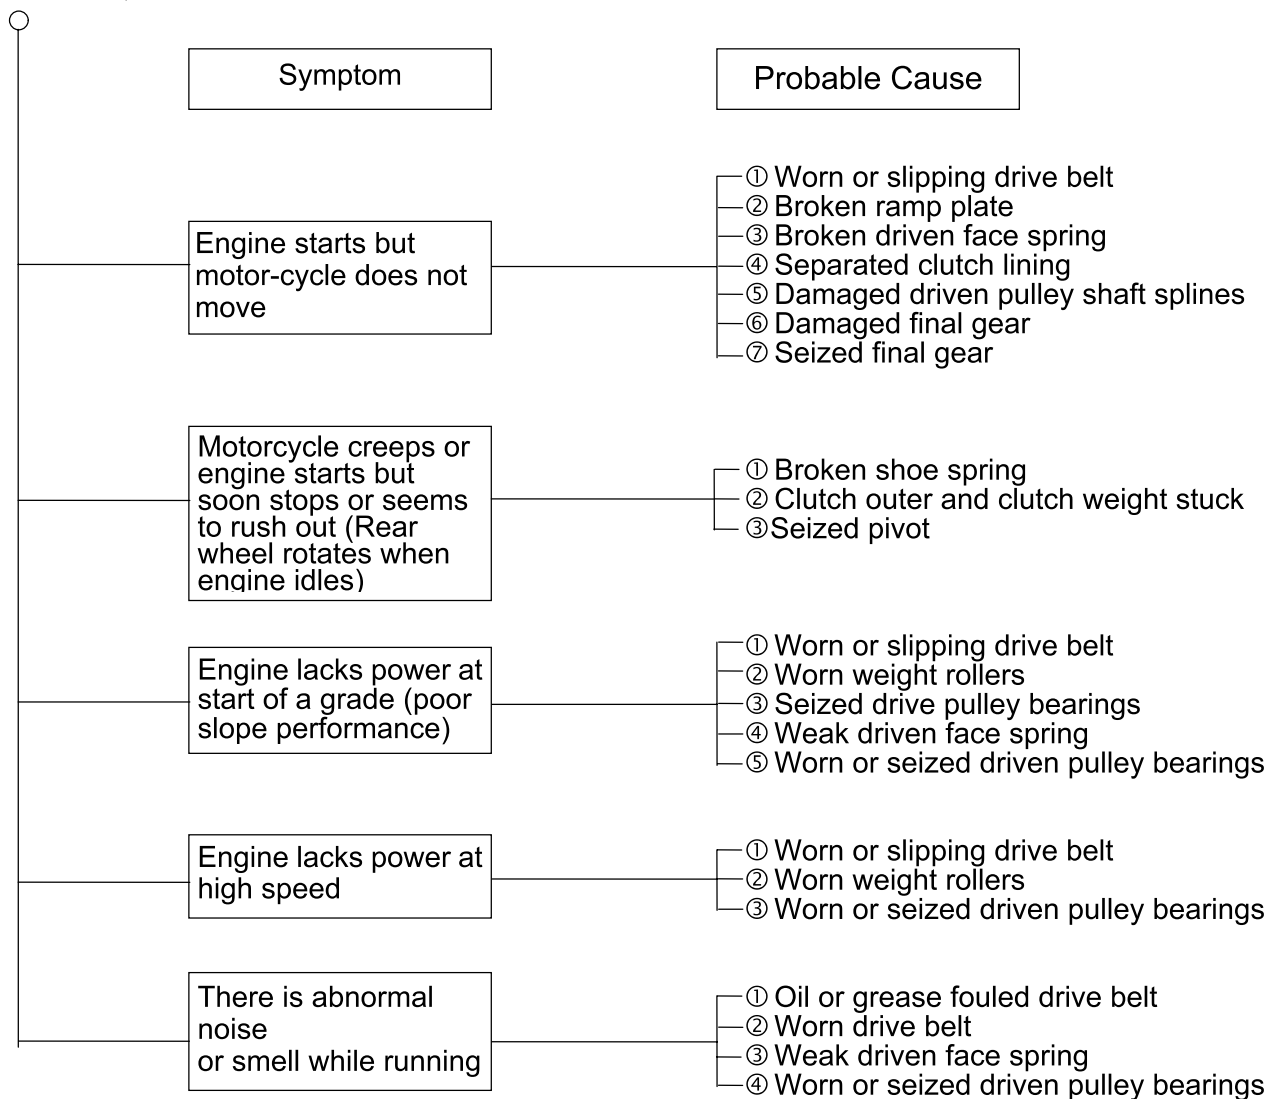 Symptom
Probable Cause
Engine starts but
motor-cycle does not
move
① Worn or slipping drive belt
② Broken ramp plate
③ Broken driven face spring
④ Separated clutch lining
⑤ Damaged driven pulley shaft splines
⑥ Damaged final gear
⑦ Seized final gear
Motorcycle creeps or
engine starts but
soon stops or seems
to rush out (Rear
wheel rotates when
engine idles)
① Broken shoe spring
② Clutch outer and clutch weight stuck
③Seized pivot
Engine lacks power at
start of a grade (poor
slope performance)
① Worn or slipping drive belt
② Worn weight rollers
③ Seized drive pulley bearings
④ Weak driven face spring
⑤ Worn or seized driven pulley bearings
Engine lacks power at
high speed
① Worn or slipping drive belt
② Worn weight rollers
③ Worn or seized driven pulley bearings
There is abnormal
noise
or smell while running
① Oil or grease fouled drive belt
② Worn drive belt
③ Weak driven face spring
④ Worn or seized driven pulley bearings